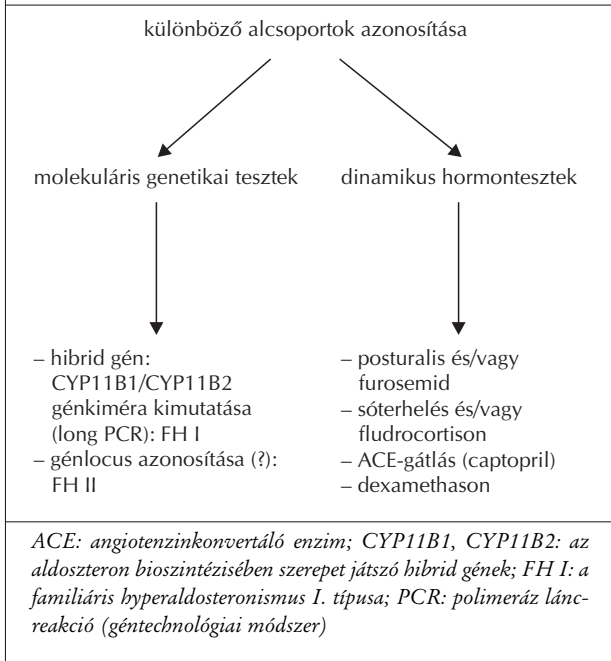 különböző alcsoportok azonosítása
molekuláris genetikai tesztek
dinamikus hormontesztek
– hibrid gén:
CYP11B1/CYP11B2
génkiméra kimutatása
(long PCR): FH I
– génlocus azonosítása (?):
FH II
– posturalis és/vagy
furosemid
– sóterhelés és/vagy
fludrocortison
– ACE-gátlás (captopril)
– dexamethason
ACE: angiotenzinkonvertáló enzim; CYP11B1, CYP11B2: az
aldoszteron bioszintézisében szerepet játszó hibrid gének; FH I: a
familiáris hyperaldosteronismus I. típusa; PCR: polimeráz lánc-
reakció (géntechnológiai módszer)